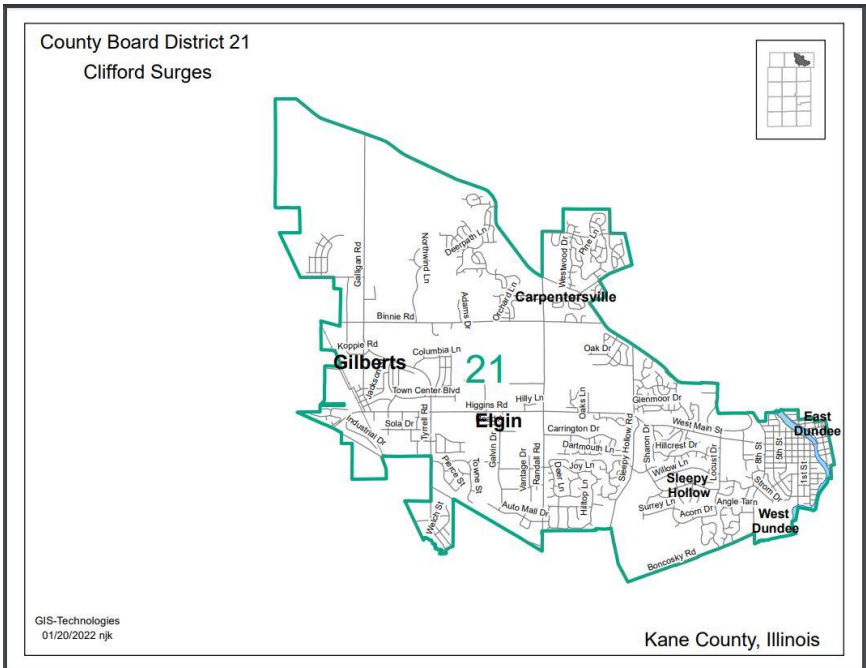 County Board District 21
Clifford Surges
Galligan Rd
Northwind Ln
Deerpath Ln
Westwood Dr
Pine Ln
Adams Dr
Orchard Ln
Carpentersville
Binnie Rd
Koppie Rd
Columbia Ln
Oak Dr
Gilberts
21
Town Center Blvd
Hilly Ln
Oaks Ln
Glenmoor Dr
Higgins Rd
Elgin
East
Dundee
West Main St
Industrial Dr
Sola Dr
Tyrrell Rd
Carrington Dr
Sleepy Hollow Rd
Sharon Dr
Hillcrest Dr
Locust Dr
8th St
5th St
1st St
Galvin Dr
Vantage Dr
Randall Rd
Dartmouth Ln
Joy Ln
Deer Ln
Hilltop Ln
Willow Ln
Sleepy
Hollow
Strom Dr
Pierce St
Towne St
Welch St
Auto Mall Dr
Surrey Ln
Acorn Dr
Angle Tarn
West
Dundee
Boncosky Rd
GIS-Technologies
01/20/2022 njk
Kane County, Illinois